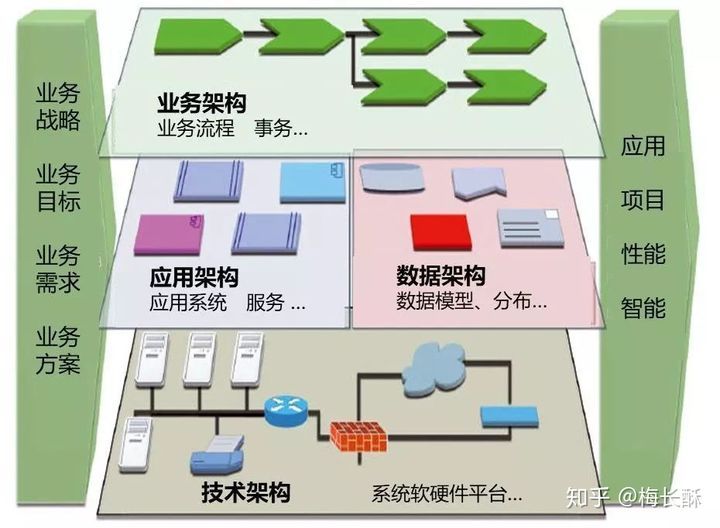 业务
战略
业务
目标
业务
需求
业务
方案
业务架构
业务流程 事务...
应用架构
应用系统 服务 ...
数据架构
数据模型、分布...
技术架构
系统软硬件平台...
应用
项目
性能
智能
知乎 @梅长酥